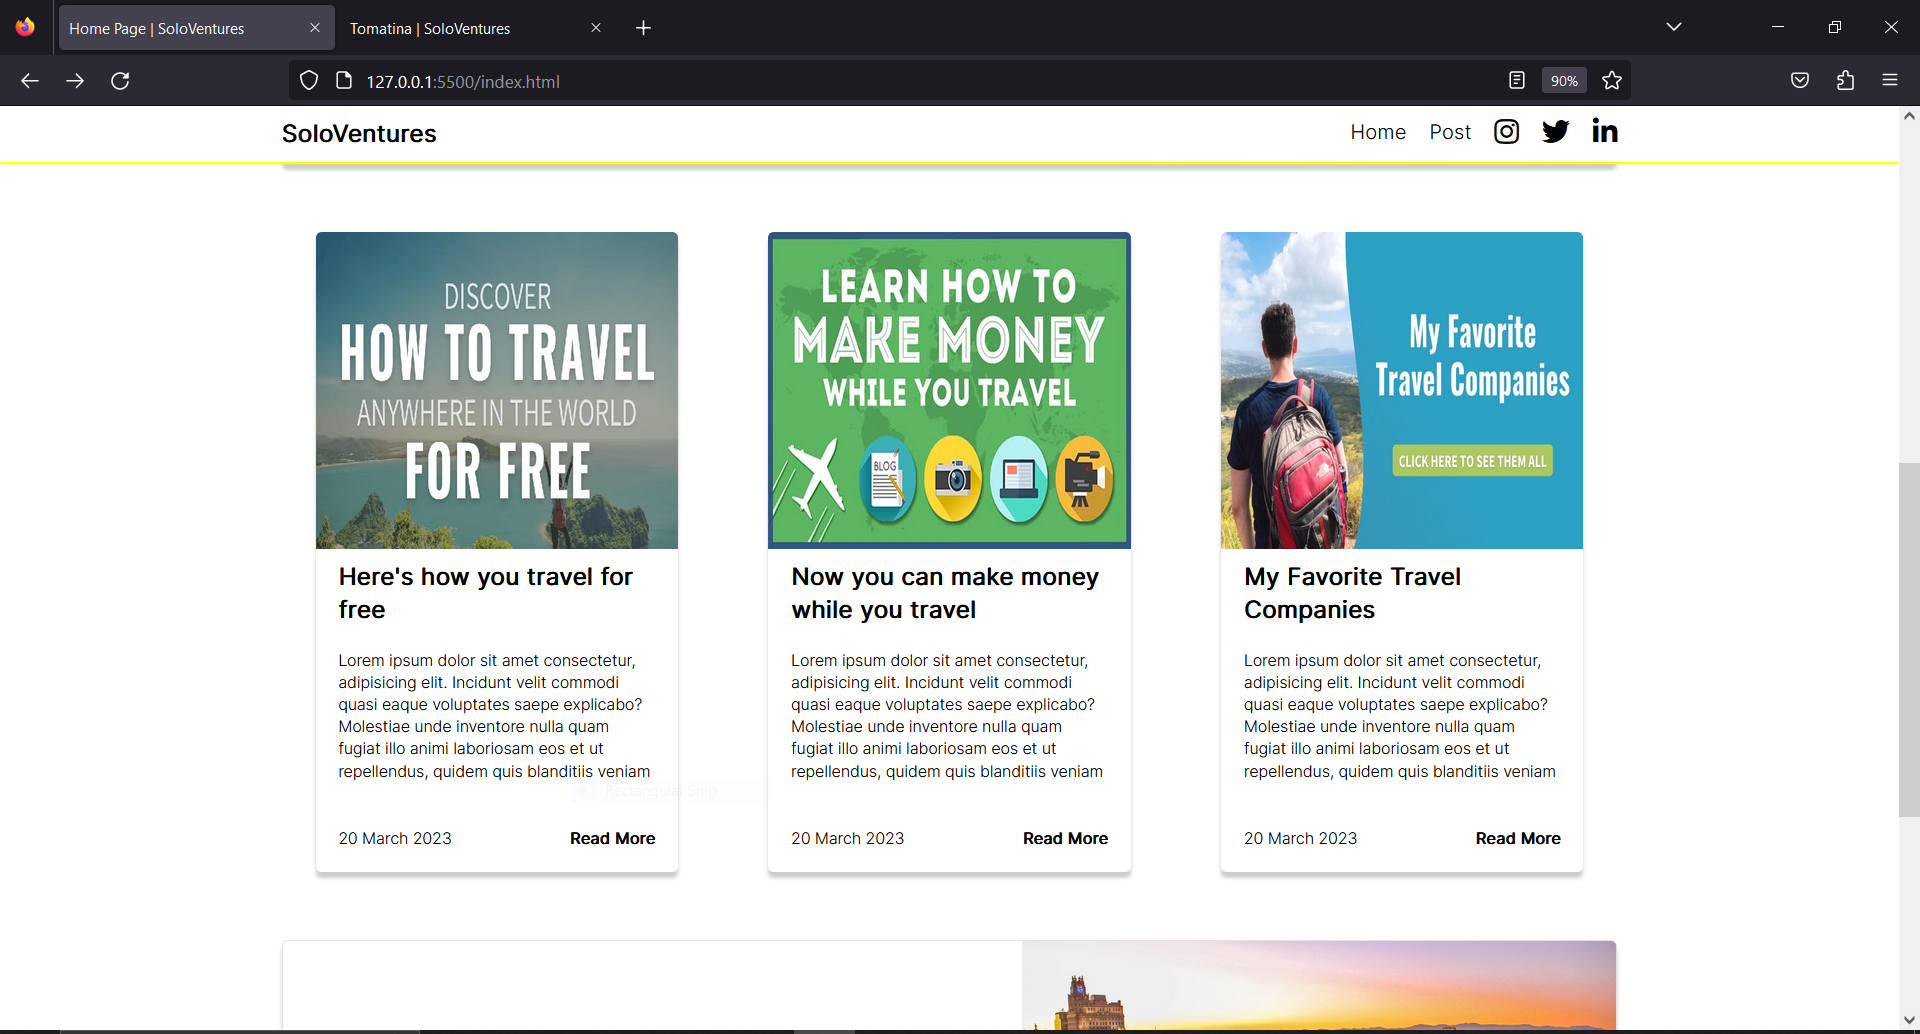 Home Page | SoloVentures
Tomatina | SoloVentures
127.0.0.1:5500/index.html
90%
SoloVentures
Home Post
DISCOVER
HOW TO TRAVEL
ANYWHERE IN THE WORLD
FOR FREE
Here's how you travel for
free
Lorem ipsum dolor sit amet consectetur,
adipisicing elit. Incidunt velit commodi
quasi eaque voluptates saepe explicabo?
Molestiae unde inventore nulla quam
fugiat illo animi laboriosam eos et ut
repellendus, quidem quis blanditiis veniam
Rectangular Snip
20 March 2023 Read More
LEARN HOW TO
MAKE MONEY
WHILE YOU TRAVEL
BLOG
Now you can make money
while you travel
Lorem ipsum dolor sit amet consectetur,
adipisicing elit. Incidunt velit commodi
quasi eaque voluptates saepe explicabo?
Molestiae unde inventore nulla quam
fugiat illo animi laboriosam eos et ut
repellendus, quidem quis blanditiis veniam
20 March 2023 Read More
My Favorite
Travel Companies
CLICK HERE TO SEE THEM ALL
My Favorite Travel
Companies
Lorem ipsum dolor sit amet consectetur,
adipisicing elit. Incidunt velit commodi
quasi eaque voluptates saepe explicabo?
Molestiae unde inventore nulla quam
fugiat illo animi laboriosam eos et ut
repellendus, quidem quis blanditiis veniam
20 March 2023 Read More